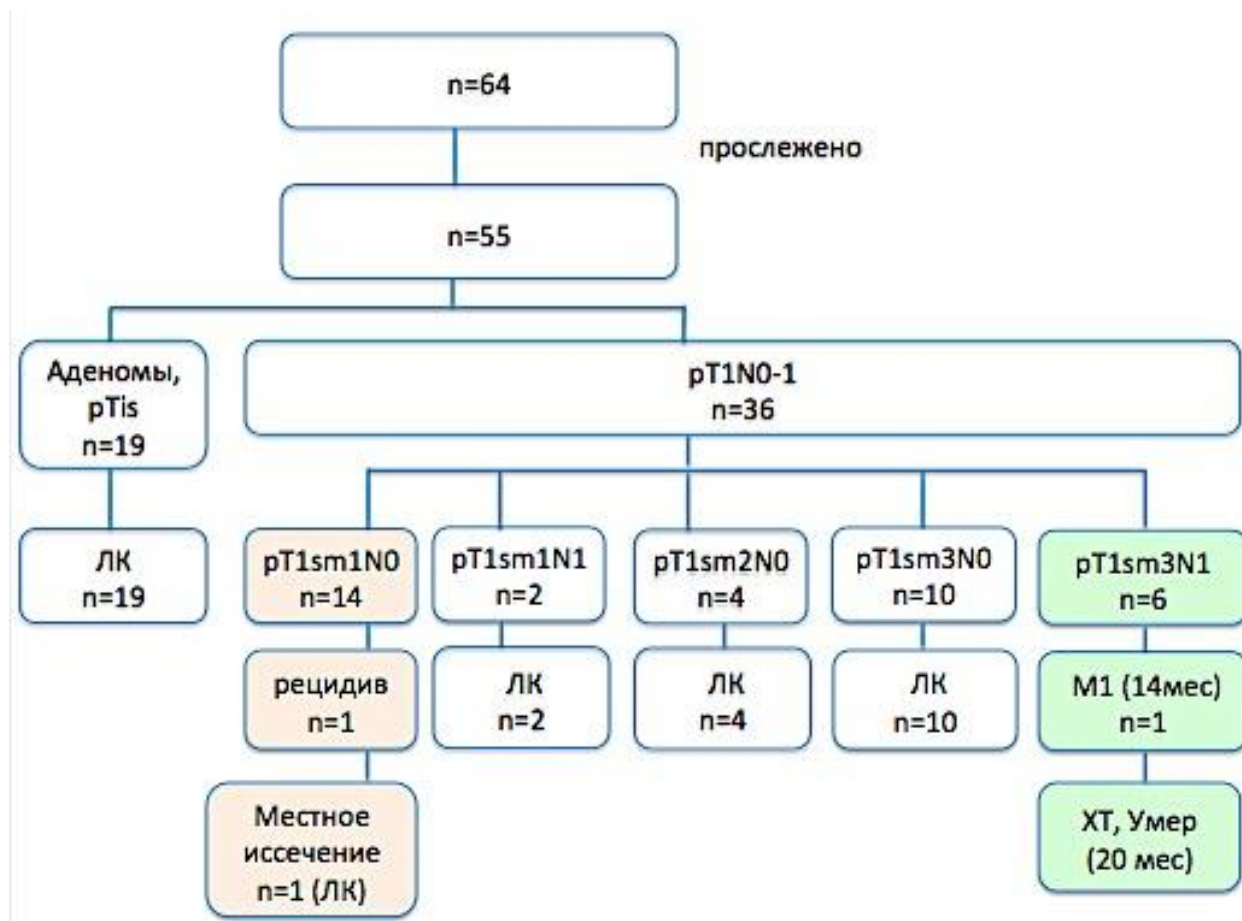 n=64
прослежено
n=55
Аденомы,
pTis
n=19
pT1N0-1
n=36
ЛК
n=19
pT1sm1N0
n=14
pT1sm1N1
n=2
pT1sm2N0
n=4
pT1sm3N0
n=10
pT1sm3N1
n=6
рецидив
n=1
ЛК
n=2
ЛК
n=4
ЛК
n=10
М1 (14мес)
n=1
Местное
иссечение
n=1 (ЛК)
ХТ, Умер
(20 мес)